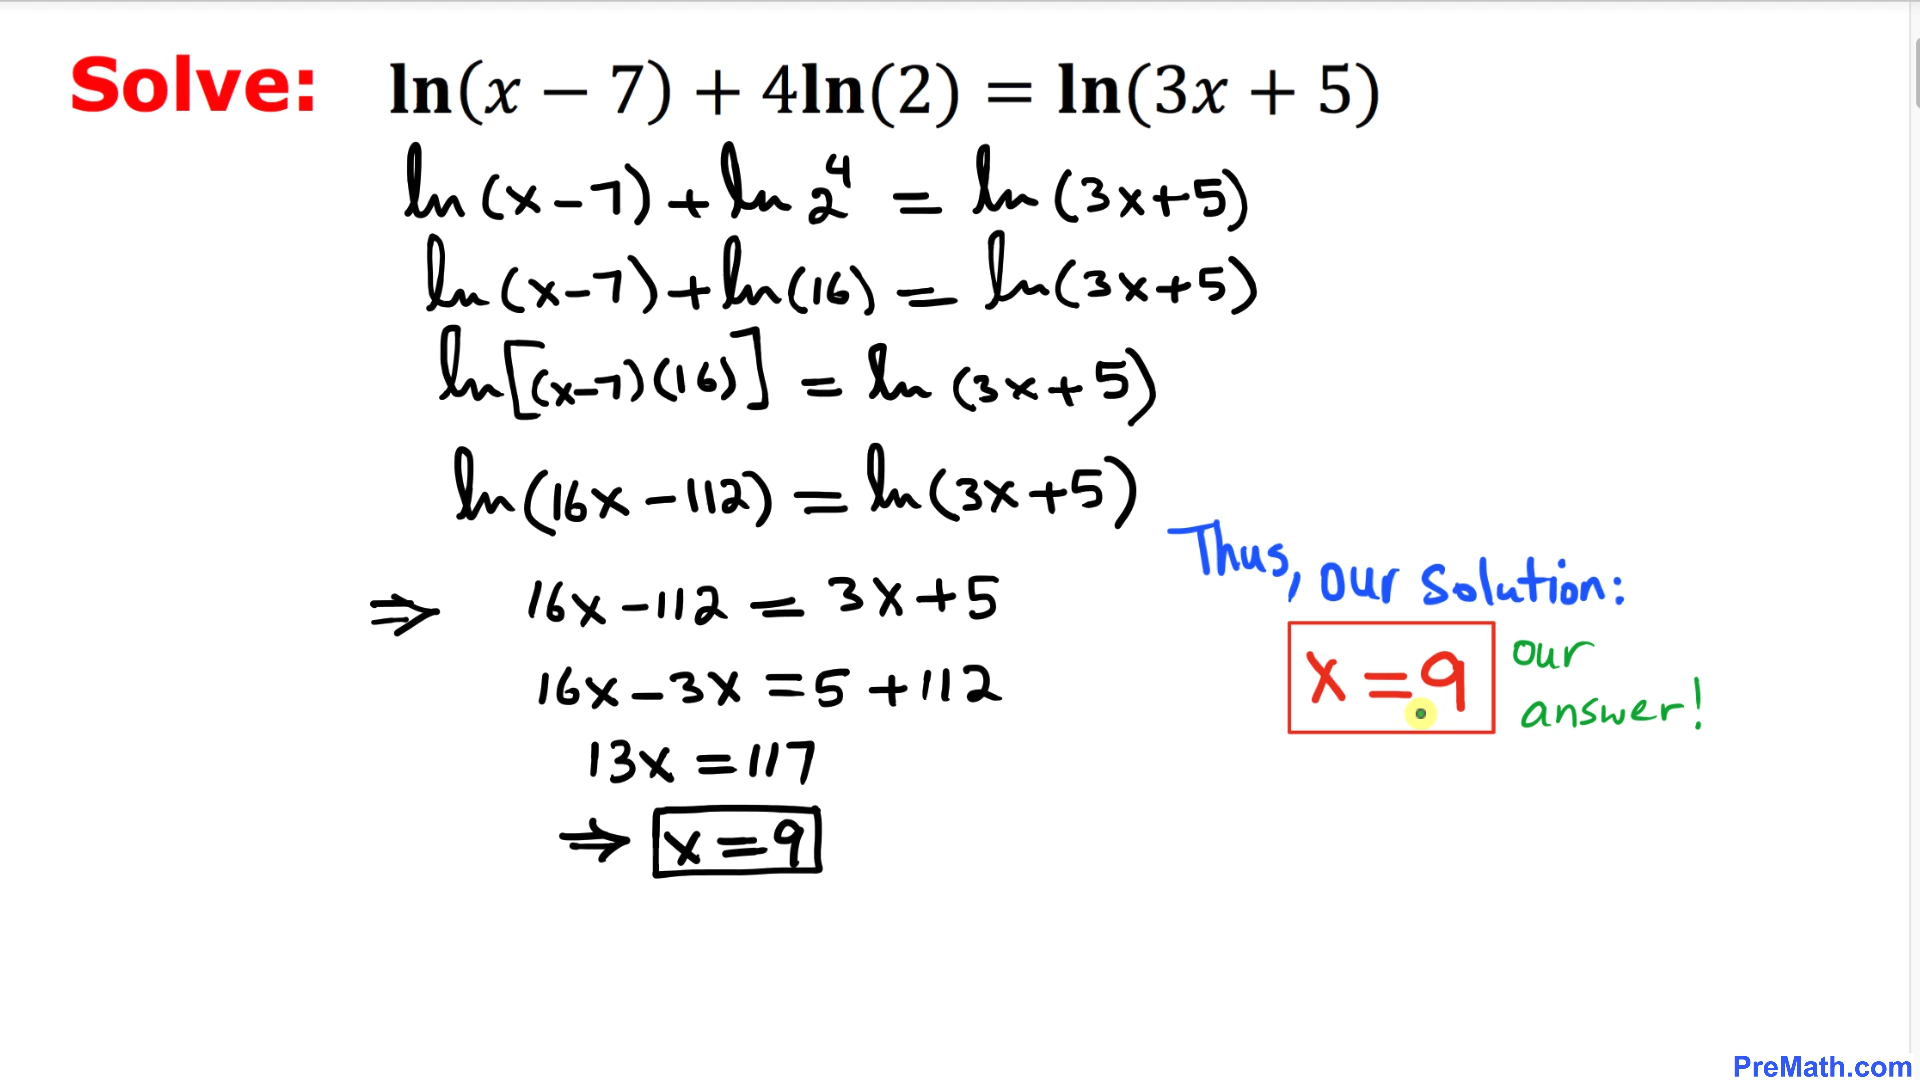 Solve: ln(x − 7) + 4ln(2) = ln(3x + 5)
ln(x-7)+ln 2⁴ = ln(3x+5)
ln(x-7)+ln(16) = ln(3x+5)
ln[(x-7)(16)] = ln(3x+5)
ln(16x-112) = ln(3x+5)
⇒ 16x-112 = 3x+5
16x-3x = 5+112
13x = 117
⇒ x=9
Thus, our solution:
x=9
our
answer!
PreMath.com